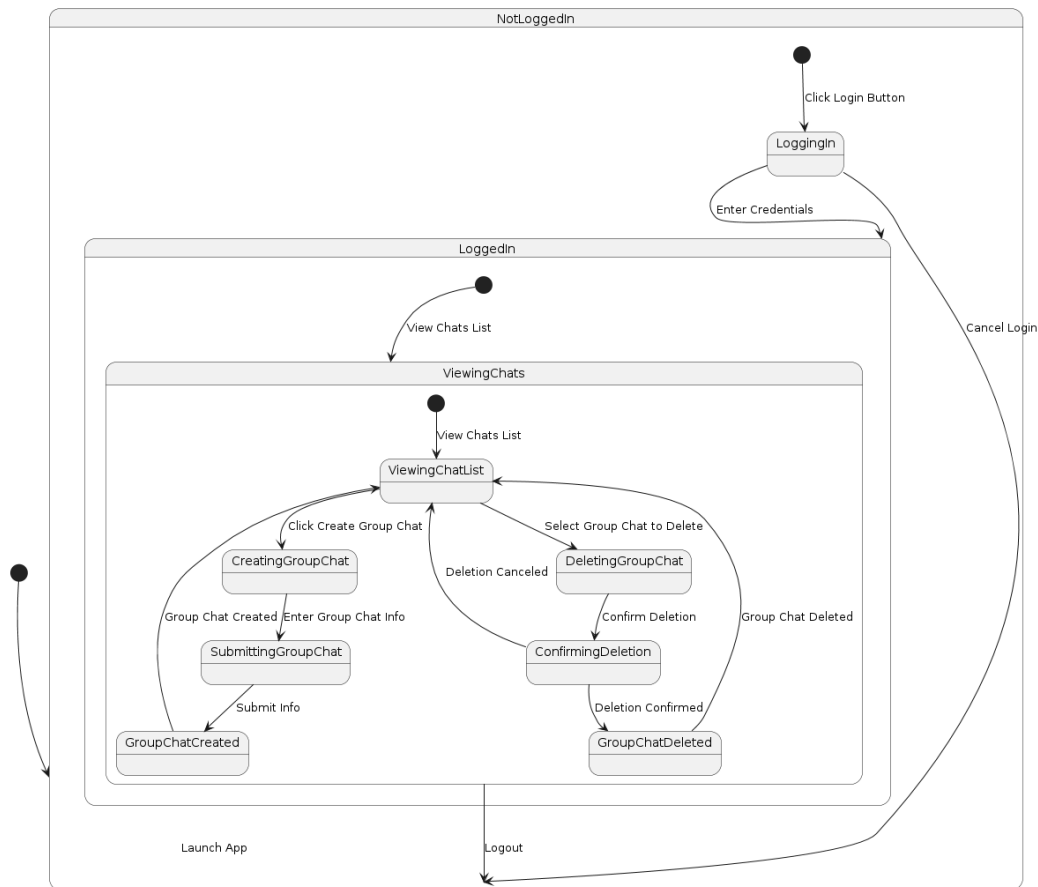 NotLoggedIn
Click Login Button
LoggingIn
Enter Credentials
LoggedIn
View Chats List
Cancel Login
ViewingChats
View Chats List
ViewingChatList
Click Create Group Chat
Select Group Chat to Delete
CreatingGroupChat
DeletingGroupChat
Deletion Canceled
Group Chat Created
Enter Group Chat Info
Confirm Deletion
Group Chat Deleted
SubmittingGroupChat
ConfirmingDeletion
Submit Info
Deletion Confirmed
GroupChatCreated
GroupChatDeleted
Launch App
Logout